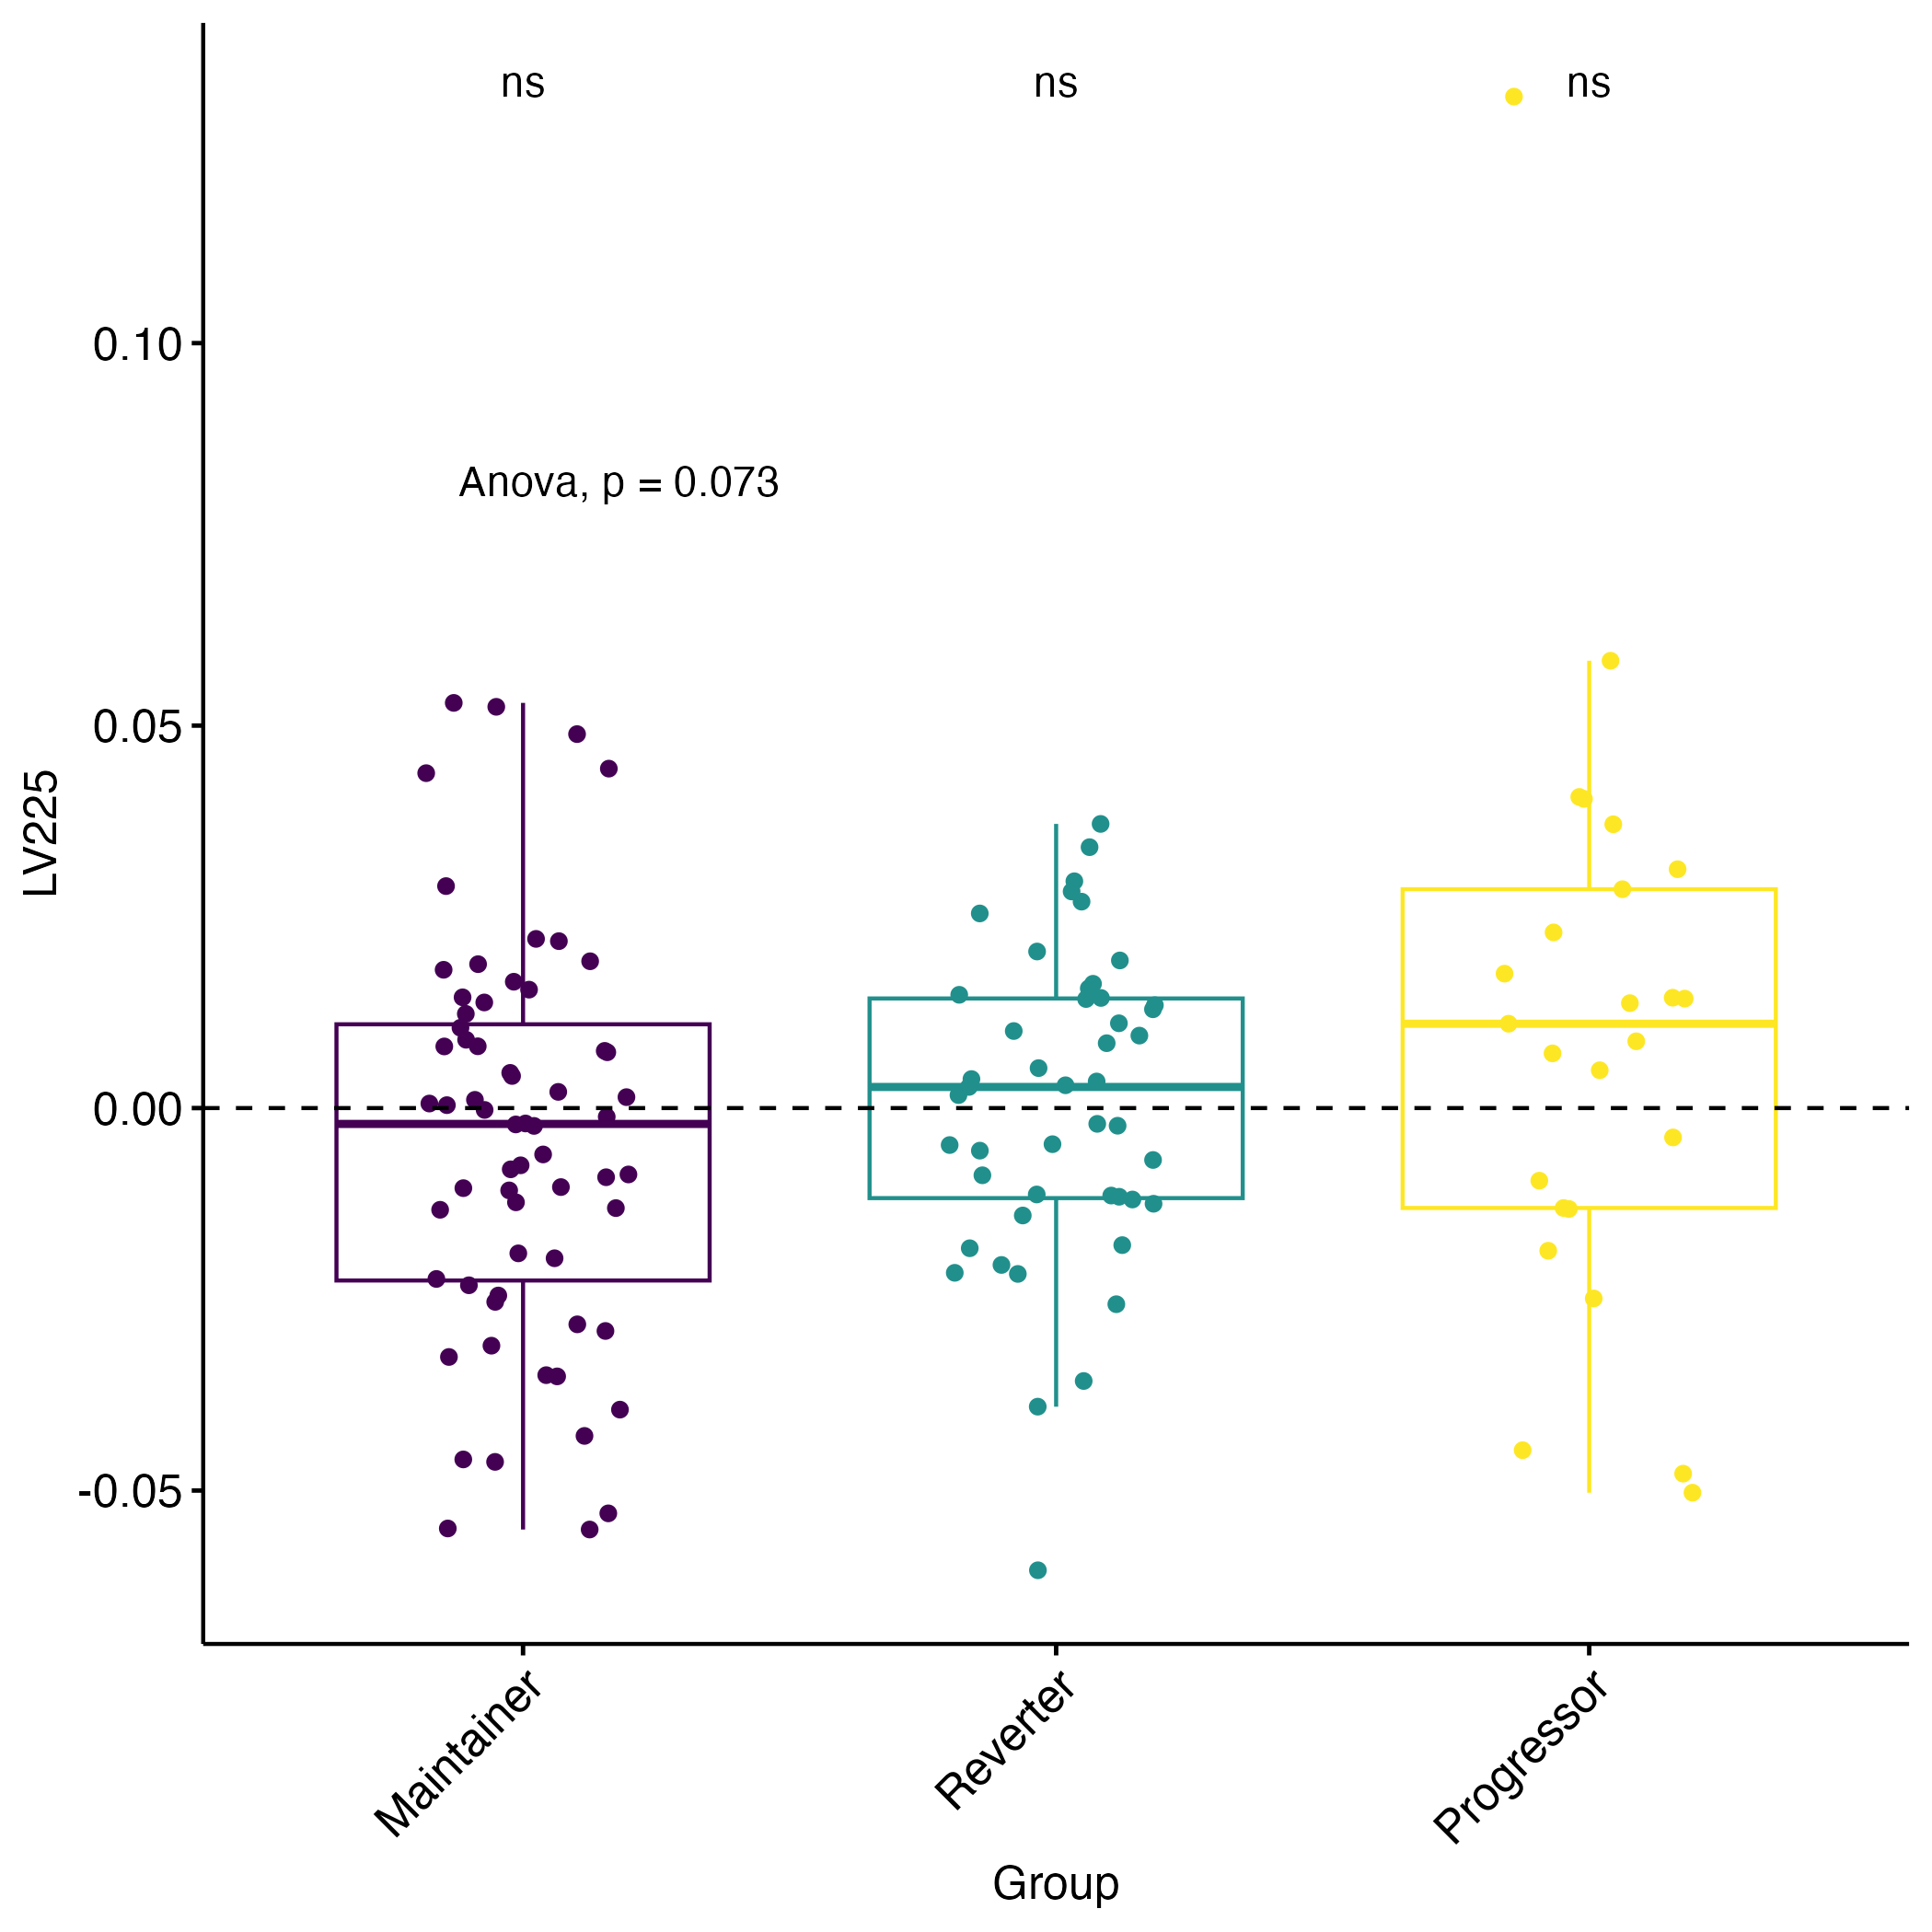 ns ns ns
0.10
Anova, p = 0.073
0.05
LV225
0.00
-0.05
Maintainer Reverter Progressor
Group